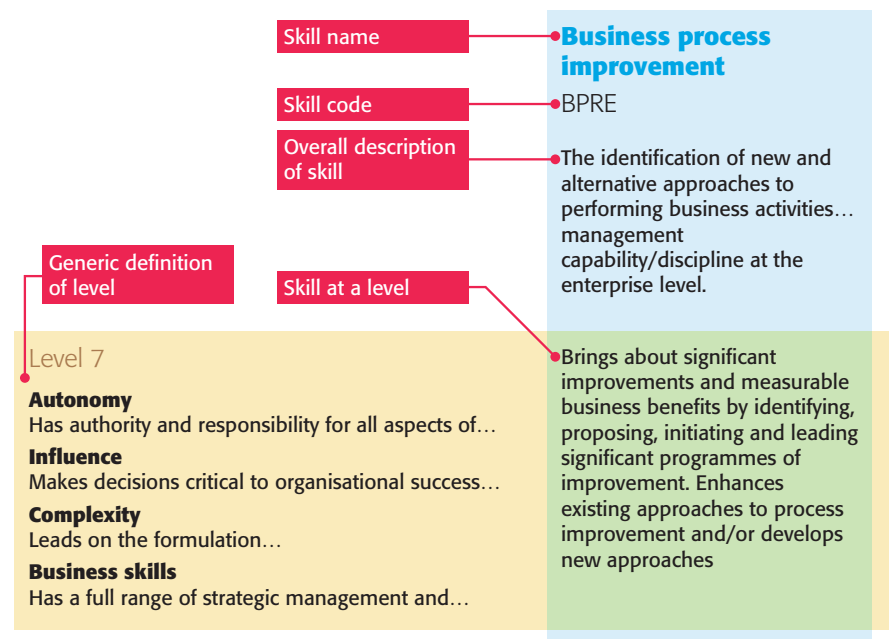 Skill name
Business process
improvement
Skill code
BPRE
Overall description
of skill
The identification of new and
alternative approaches to
performing business activities…
management
capability/discipline at the
enterprise level.
Generic definition
of level
Skill at a level
Level 7
Autonomy
Has authority and responsibility for all aspects of…
Influence
Makes decisions critical to organisational success…
Complexity
Leads on the formulation…
Business skills
Has a full range of strategic management and…
Brings about significant
improvements and measurable
business benefits by identifying,
proposing, initiating and leading
significant programmes of
improvement. Enhances
existing approaches to process
improvement and/or develops
new approaches